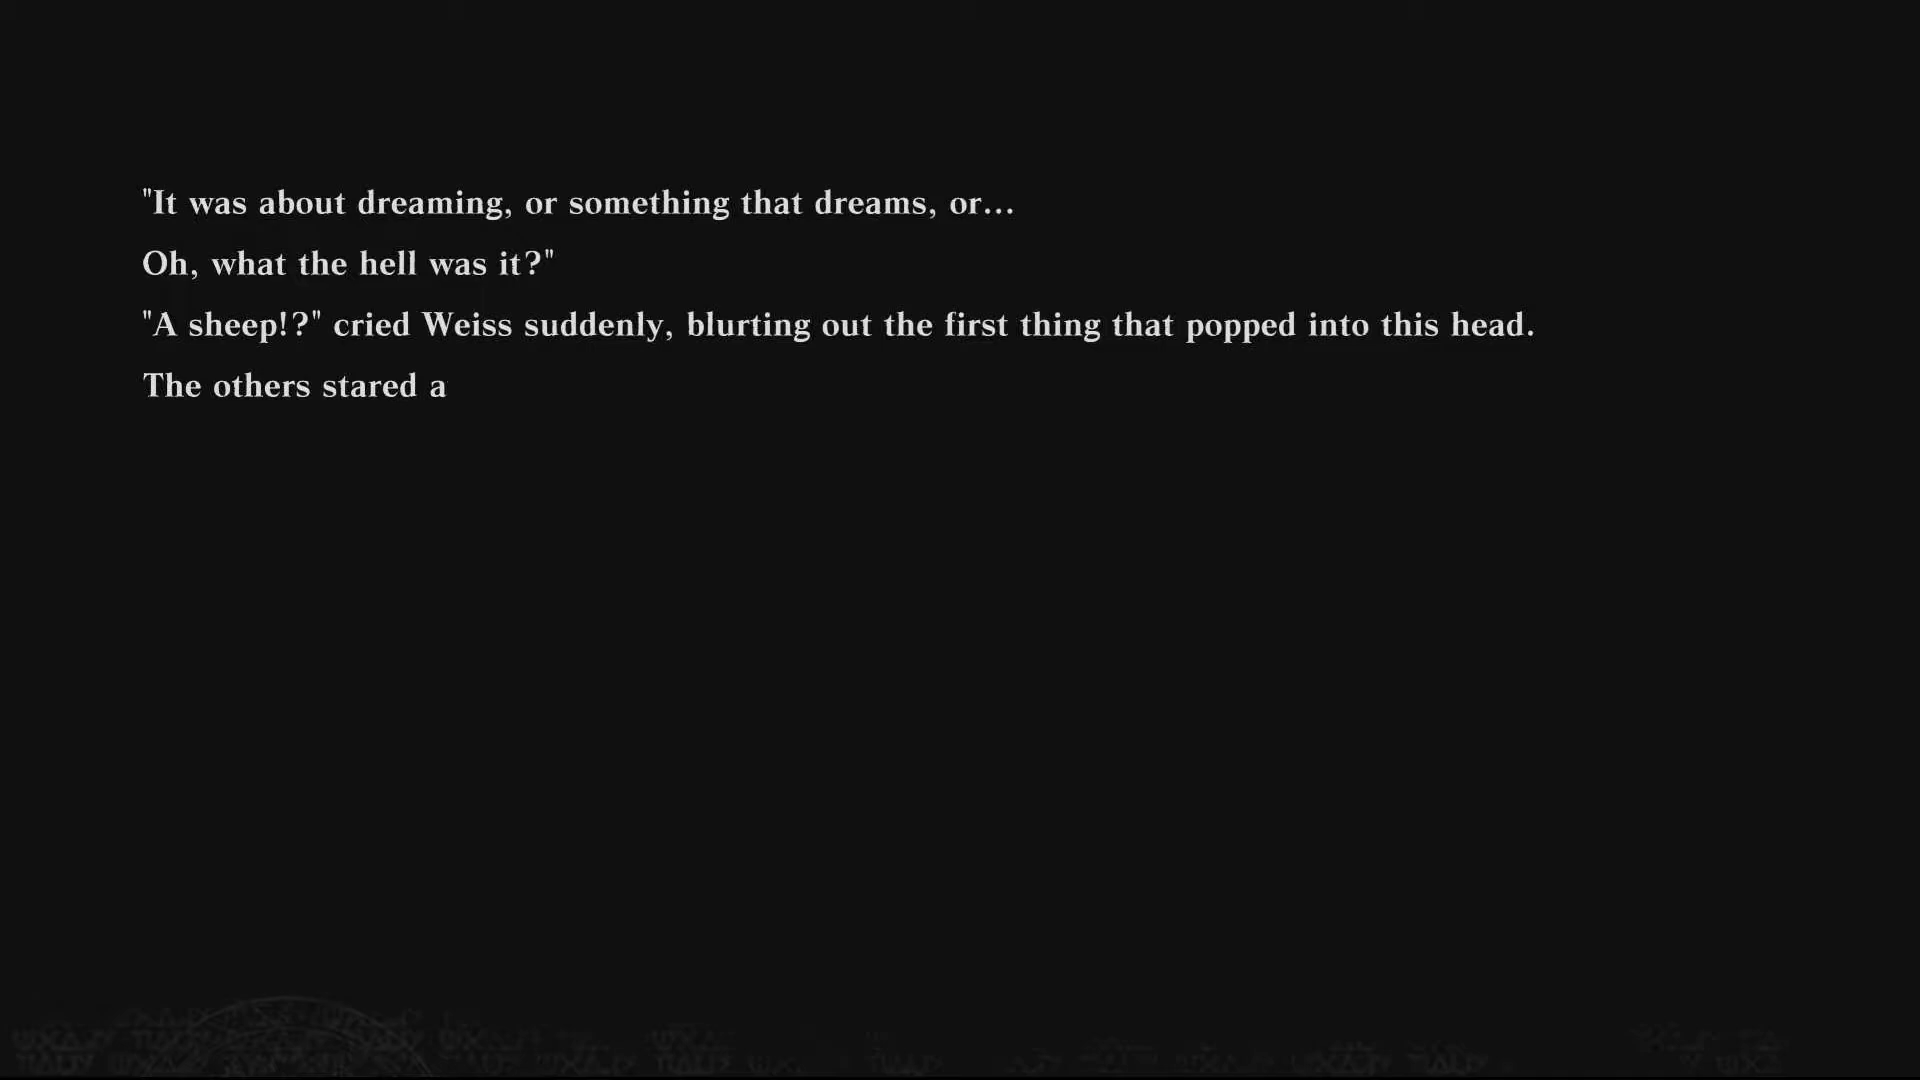 "It was about dreaming, or something that dreams, or...
Oh, what the hell was it?"
"A sheep!?" cried Weiss suddenly, blurting out the first thing that popped into this head.
The others stared a